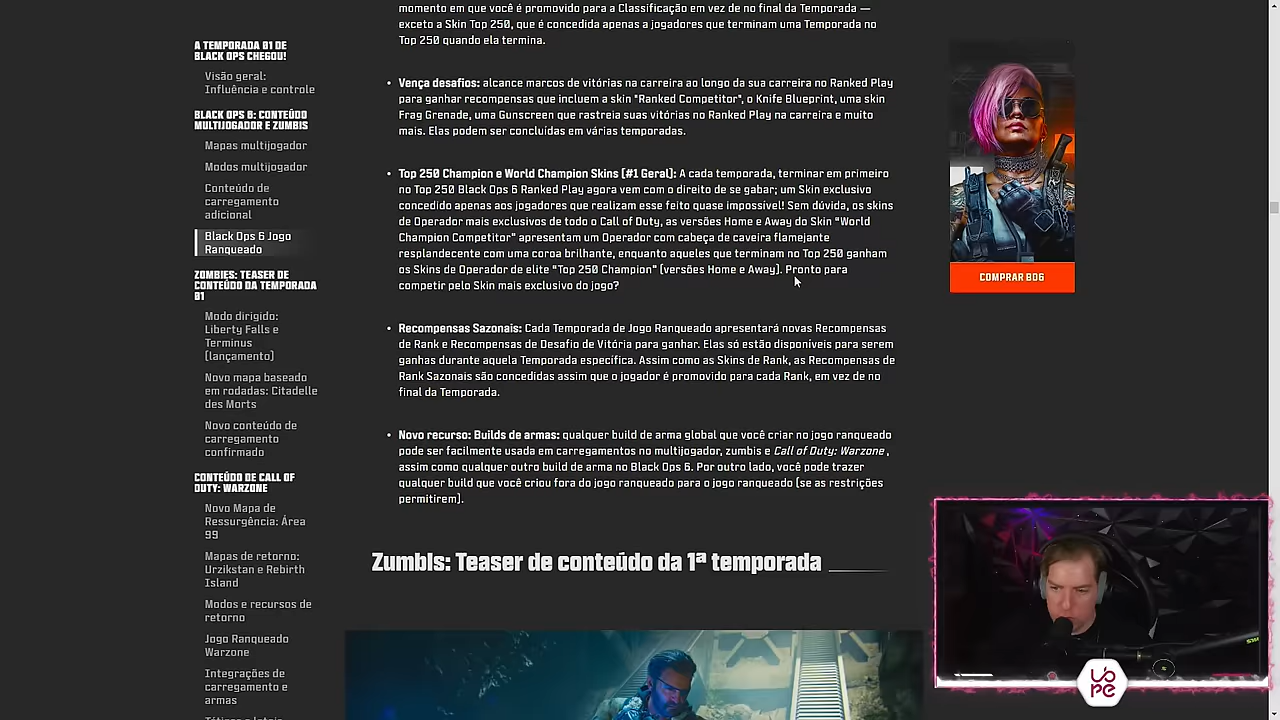 momento em que você é promovido para a Classificação em vez de no final da Temporada —
exceto a Skin Top 250, que é concedida apenas a jogadores que terminam uma Temporada no
Top 250 quando ela termina.
A TEMPORADA 01 DE
BLACK OPS CHEGOU!
Visão geral:
Influência e controle
BLACK OPS 6: CONTEÚDO
MULTIJOGADOR E ZUMBIS
Mapas multijogador
Modos multijogador
Conteúdo de
carregamento
adicional
Black Ops 6 Jogo
Ranqueado
ZOMBIES: TEASER DE
CONTEÚDO DA TEMPORADA
01
Modo dirigido:
Liberty Falls e
Terminus
(lançamento)
Novo mapa baseado
em rodadas: Citadelle
des Morts
Novo conteúdo de
carregamento
confirmado
CONTEÚDO DE CALL OF
DUTY: WARZONE
Novo Mapa de
Ressurgência: Área
99
Mapas de retorno:
Urzikstan e Rebirth
Island
Modos e recursos de
retorno
Jogo Ranqueado
Warzone
Integrações de
carregamento e
armas
• Vença desafios: alcance marcos de vitórias na carreira ao longo da sua carreira no Ranked Play
para ganhar recompensas que incluem a skin "Ranked Competitor", o Knife Blueprint, uma skin
Frag Grenade, uma Gunscreen que rastreia suas vitórias no Ranked Play na carreira e muito
mais. Elas podem ser concluídas em várias temporadas.
• Top 250 Champion e World Champion Skins (#1 Geral): A cada temporada, terminar em primeiro
no Top 250 Black Ops 6 Ranked Play agora vem com o direito de se gabar; um Skin exclusivo
concedido apenas aos jogadores que realizam esse feito quase impossível! Sem dúvida, os skins
de Operador mais exclusivos de todo o Call of Duty, as versões Home e Away do Skin “World
Champion Competitor” apresentam um Operador com cabeça de caveira flamejante
resplandecente com uma coroa brilhante, enquanto aqueles que terminam no Top 250 ganham
os Skins de Operador de elite “Top 250 Champion” (versões Home e Away). Pronto para
competir pelo Skin mais exclusivo do jogo?
• Recompensas Sazonais: Cada Temporada de Jogo Ranqueado apresentará novas Recompensas
de Rank e Recompensas de Desafio de Vitória para ganhar. Elas só estão disponíveis para serem
ganhas durante aquela Temporada específica. Assim como as Skins de Rank, as Recompensas de
Rank Sazonais são concedidas assim que o jogador é promovido para cada Rank, em vez de no
final da Temporada.
• Novo recurso: Builds de armas: qualquer build de arma global que você criar no jogo ranqueado
pode ser facilmente usada em carregamentos no multijogador, zumbis e Call of Duty: Warzone ,
assim como qualquer outro build de arma no Black Ops 6. Por outro lado, você pode trazer
qualquer build que você criou fora do jogo ranqueado para o jogo ranqueado (se as restrições
permitirem).
Zumbis: Teaser de conteúdo da 1ª temporada
COMPRAR BO6